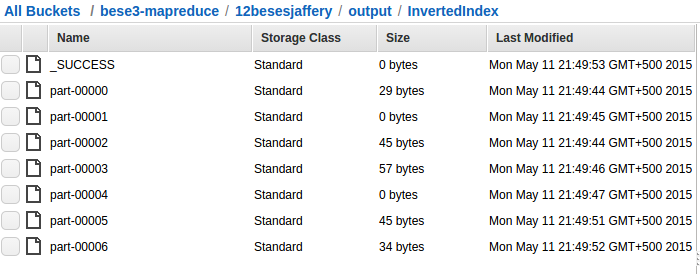 All Buckets / bese3-mapreduce / 12besesjaffery / output / InvertedIndex
Name Storage Class Size Last Modified
_SUCCESS Standard 0 bytes Mon May 11 21:49:53 GMT+500 2015
part-00000 Standard 29 bytes Mon May 11 21:49:44 GMT+500 2015
part-00001 Standard 0 bytes Mon May 11 21:49:45 GMT+500 2015
part-00002 Standard 45 bytes Mon May 11 21:49:44 GMT+500 2015
part-00003 Standard 57 bytes Mon May 11 21:49:46 GMT+500 2015
part-00004 Standard 0 bytes Mon May 11 21:49:47 GMT+500 2015
part-00005 Standard 45 bytes Mon May 11 21:49:51 GMT+500 2015
part-00006 Standard 34 bytes Mon May 11 21:49:52 GMT+500 2015